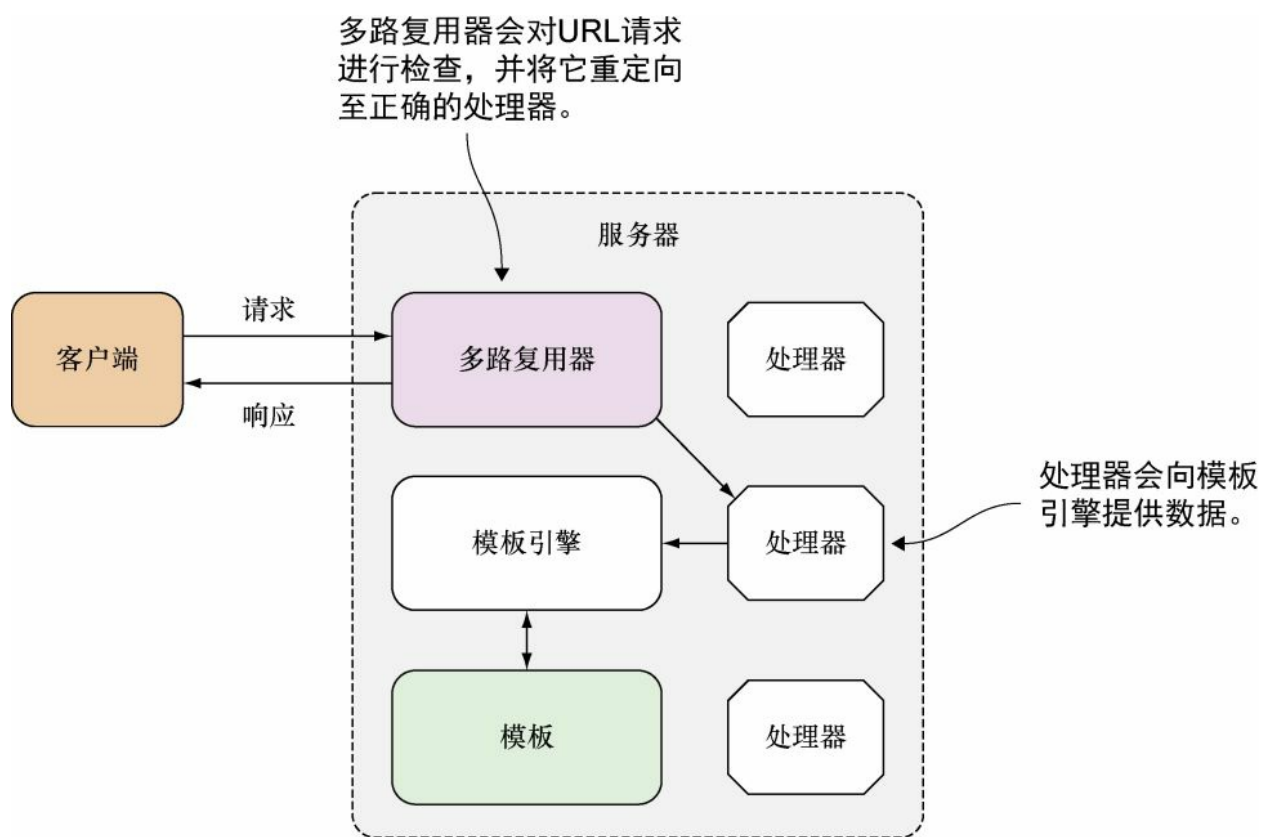 多路复用器会对URL请求
进行检查，并将它重定向
至正确的处理器。
服务器
客户端
请求
响应
多路复用器
处理器
模板引擎
处理器
处理器会向模板
引擎提供数据。
模板
处理器